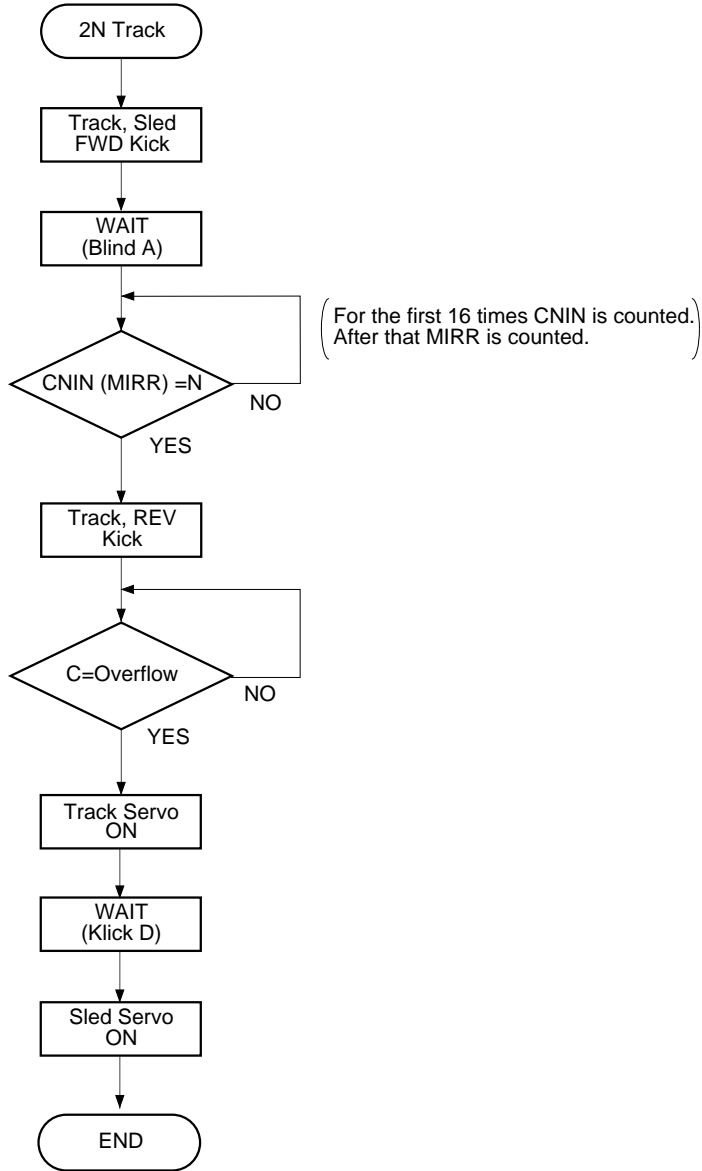 2N Track
Track, Sled
FWD Kick
WAIT
(Blind A)
For the first 16 times CNIN is counted.
After that MIRR is counted.
CNIN (MIRR) =N
NO
YES
Track, REV
Kick
C=Overflow
NO
YES
Track Servo
ON
WAIT
(Klick D)
Sled Servo
ON
END